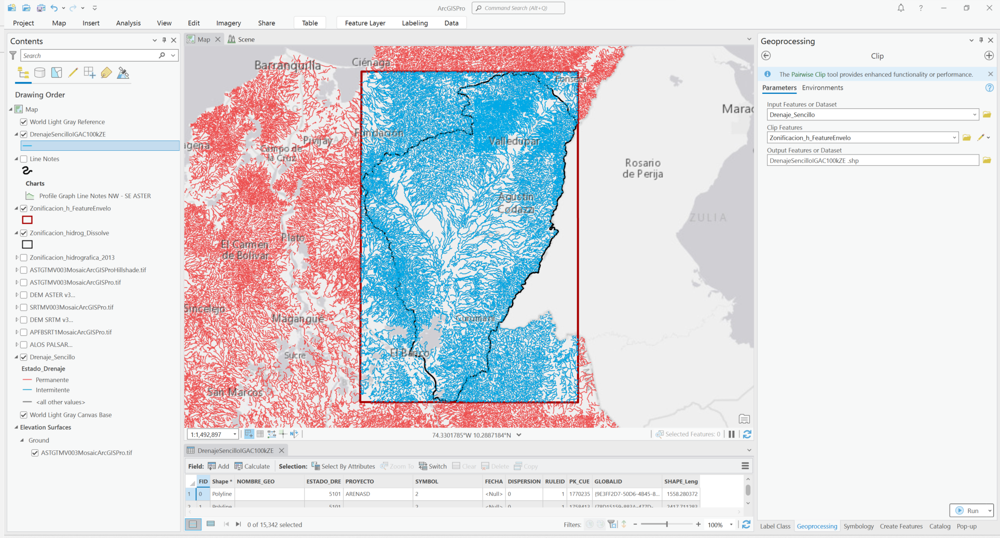 ArcGISPro
Command Search (Alt+Q)
Project Map Insert Analysis View Edit Imagery Share Table Feature Layer Labeling Data
Contents
Search
Drawing Order
Map
World Light Gray Reference
DrenajeSencilloIGAC100kZE
Line Notes
Charts
Profile Graph Line Notes NW - SE ASTER
Zonificacion_h_FeatureEnvelo
Zonificacion_hidrog_Dissolve
Zonificacion_hidrografica_2013
ASTGTMV003MosaicArcGISProHillshade.tif
ASTGTMV003MosaicArcGISPro.tif
DEM ASTER v3...
SRTMV003MosaicArcGISPro.tif
DEM SRTM v3...
APFBSRT1MosaicArcGISPro.tif
ALOS PALSAR...
Drenaje_Sencillo
Estado_Drenaje
Permanente
Intermitente
<all other values>
World Light Gray Canvas Base
Elevation Surfaces
Ground
ASTGTMV003MosaicArcGISPro.tif
Map Scene
Barranquilla
Ciénaga
Fonseca
Marac
Fundación
Pivijay
Valledupar
agena
Campo de
la Cruz
Rosario
de Perija
Agustín
Codazzi
ZULIA
Plato
El Carmen
de Bolívar
Sincelejo
Magangué
Curumaní
El Banco
Sucre
San Marcos
1:1,492,897
74.3301785°W 10.2887184°N
Selected Features: 0
DrenajeSencilloIGAC100kZE
Field: Add Calculate Selection: Select By Attributes Zoom To Switch Clear Delete Copy
FID Shape * NOMBRE_GEO ESTADO_DRE PROYECTO SYMBOL FECHA DISPERSION RULEID PK_CUE GLOBALID SHAPE_Leng
1 0 Polyline 5101 ARENASD 2 <Null> 0 1 1770235 {9E3FF2D7-50D6-4B45-8... 1558.280372
2 1 Polyline 5101 2 <Null> 0 1 1758413 {78D15159-883A-477D-... 2417.711283
0 of 15,342 selected
Filters:
100%
Geoprocessing
Clip
The Pairwise Clip tool provides enhanced functionality or performance.
Parameters Environments
Input Features or Dataset
Drenaje_Sencillo
Clip Features
Zonificacion_h_FeatureEnvelo
Output Features or Dataset
DrenajeSencilloIGAC100kZE .shp
Run
Label Class Geoprocessing Symbology Create Features Catalog Pop-up